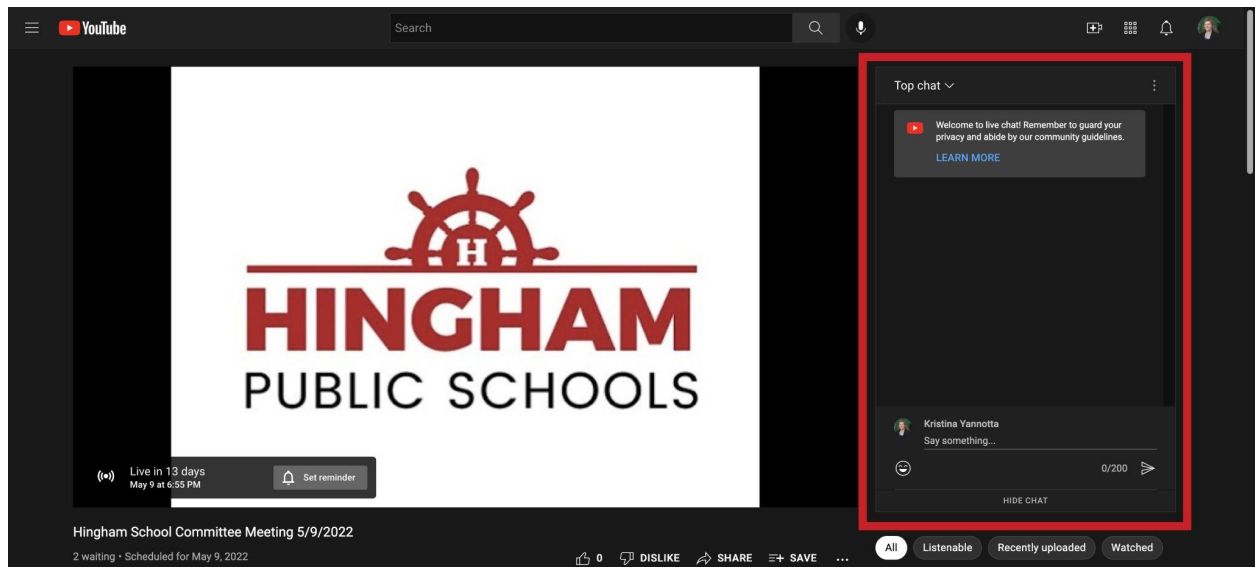 YouTube
Search
Top chat
Welcome to live chat! Remember to guard your
privacy and abide by our community guidelines.
LEARN MORE
H
HINGHAM
PUBLIC SCHOOLS
Live in 13 days
May 9 at 6:55 PM
Set reminder
Kristina Yannotta
Say something...
0/200
HIDE CHAT
Hingham School Committee Meeting 5/9/2022
2 waiting • Scheduled for May 9, 2022
0 DISLIKE SHARE SAVE ...
All Listenable Recently uploaded Watched